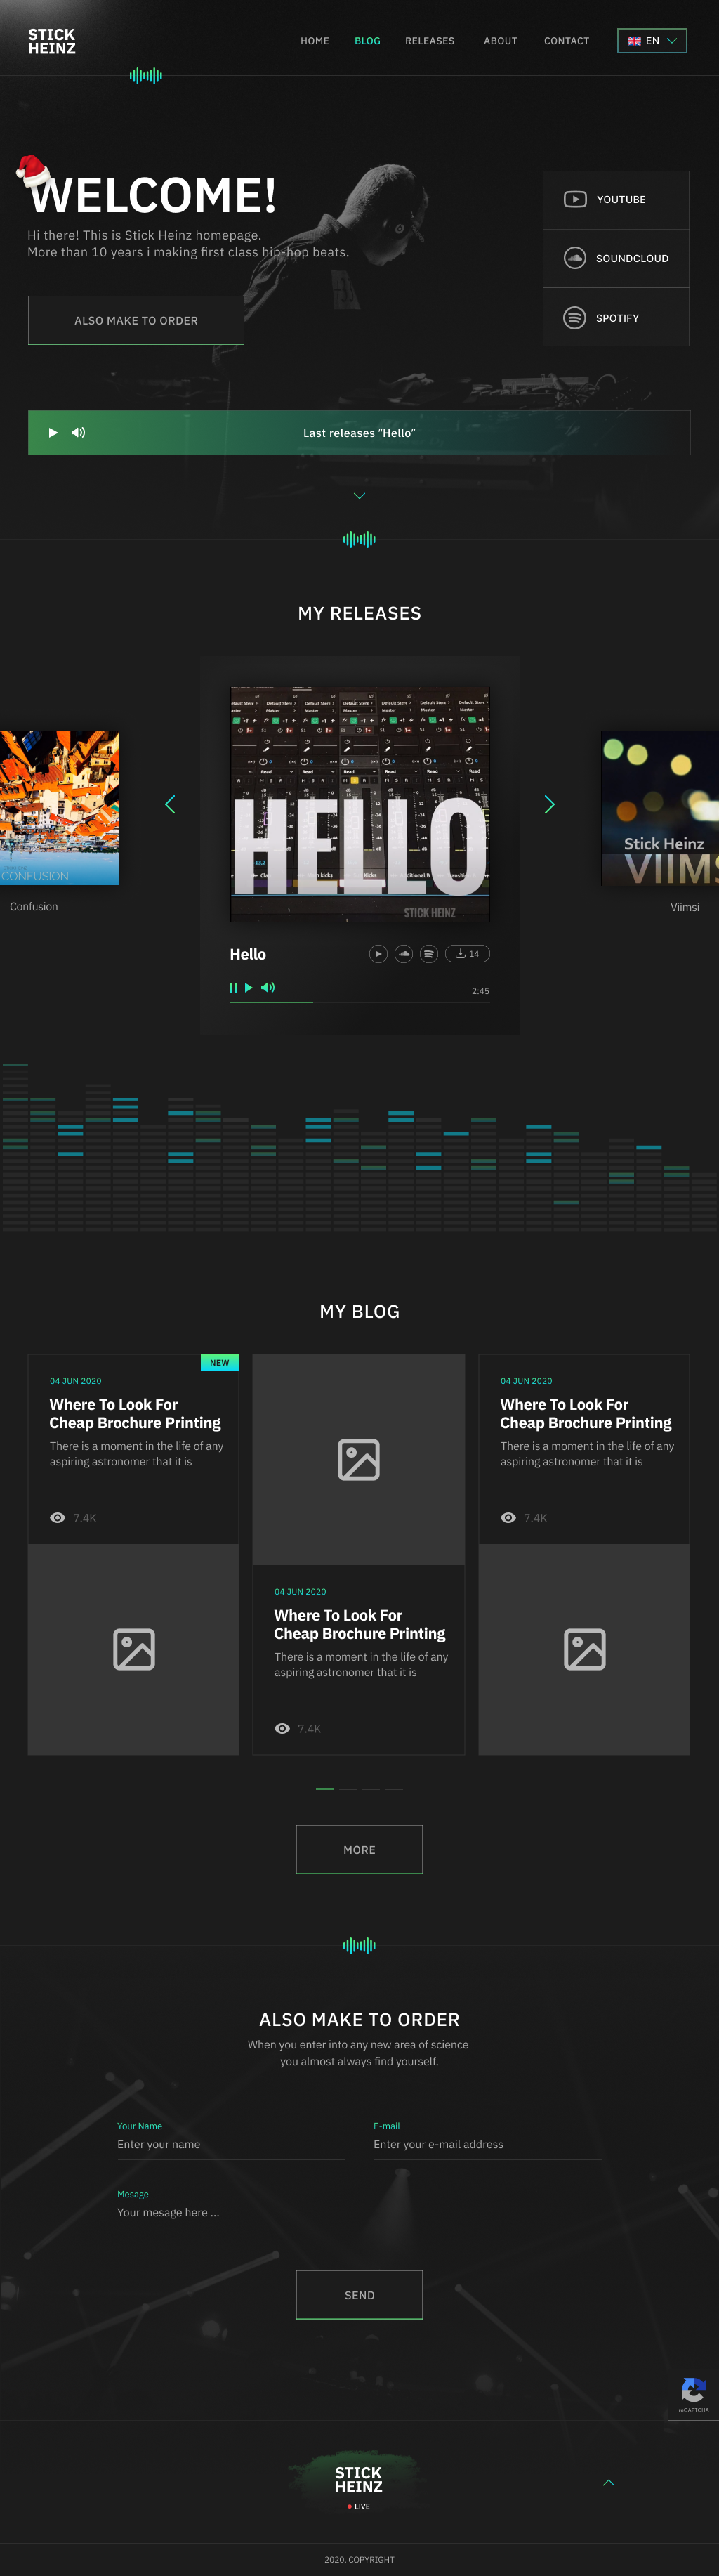 STICK
HEINZ
HOME
BLOG
RELEASES
ABOUT
CONTACT
EN
WELCOME!
Hi there! This is Stick Heinz homepage.
More than 10 years i making first class hip-hop beats.
ALSO MAKE TO ORDER
YOUTUBE
SOUNDCLOUD
SPOTIFY
Last releases “Hello”
MY RELEASES
CONFUSION
Confusion
HELLO
STICK HEINZ
Hello
14
2:45
Stick Heinz
VIIMS
Viimsi
MY BLOG
NEW
04 JUN 2020
Where To Look For
Cheap Brochure Printing
There is a moment in the life of any
aspiring astronomer that it is
7.4K
04 JUN 2020
Where To Look For
Cheap Brochure Printing
There is a moment in the life of any
aspiring astronomer that it is
7.4K
04 JUN 2020
Where To Look For
Cheap Brochure Printing
There is a moment in the life of any
aspiring astronomer that it is
7.4K
MORE
ALSO MAKE TO ORDER
When you enter into any new area of science
you almost always find yourself.
Your Name
Enter your name
E-mail
Enter your e-mail address
Mesage
Your mesage here ...
SEND
reCAPTCHA
STICK
HEINZ
LIVE
2020. COPYRIGHT